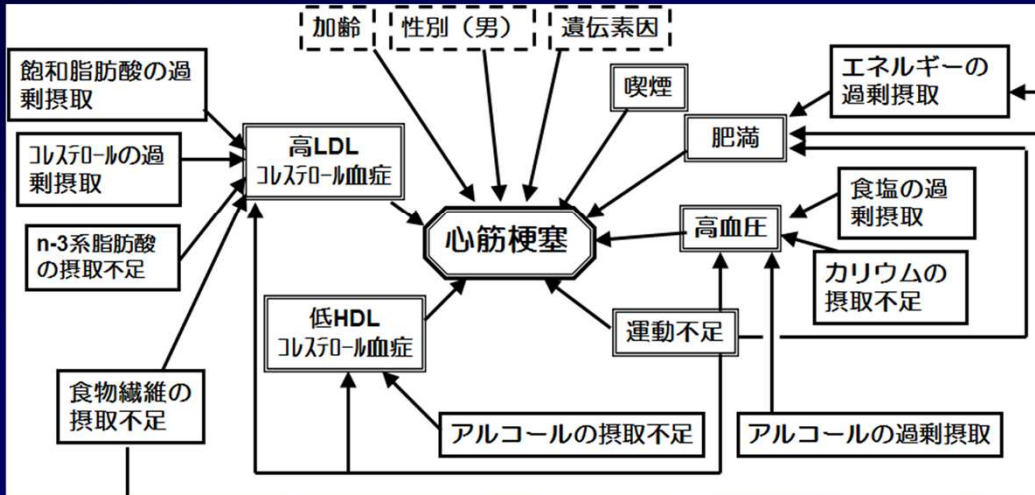 加齢
性別（男）
遺伝素因
飽和脂肪酸の過
剰摂取
喫煙
エネルギーの
過剰摂取
肥満
高LDL
コレステロール血症
コレステロールの過
剰摂取
食塩の過
剰摂取
心筋梗塞
高血圧
n-3系脂肪酸
の摂取不足
カリウムの
摂取不足
低HDL
コレステロール血症
運動不足
食物繊維の
摂取不足
アルコールの摂取不足
アルコールの過剰摂取